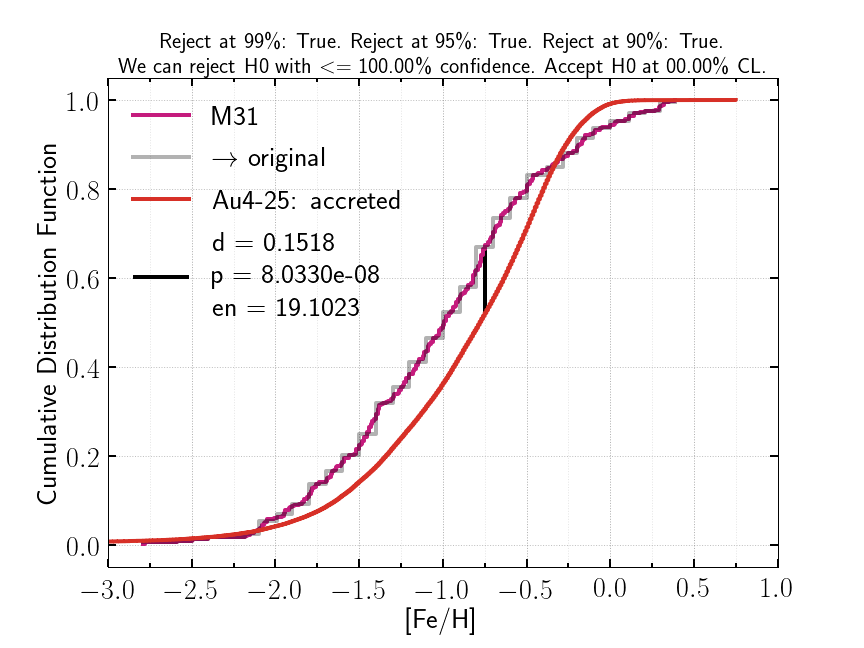 Reject at 99%: True. Reject at 95%: True. Reject at 90%: True.
We can reject H0 with <= 100.00% confidence. Accept H0 at 00.00% CL.
M31
→ original
Au4-25: accreted
d = 0.1518
p = 8.0330e-08
en = 19.1023
Cumulative Distribution Function
1.0
0.8
0.6
0.4
0.2
0.0
−3.0 −2.5 −2.0 −1.5 −1.0 −0.5 0.0 0.5 1.0
[Fe/H]